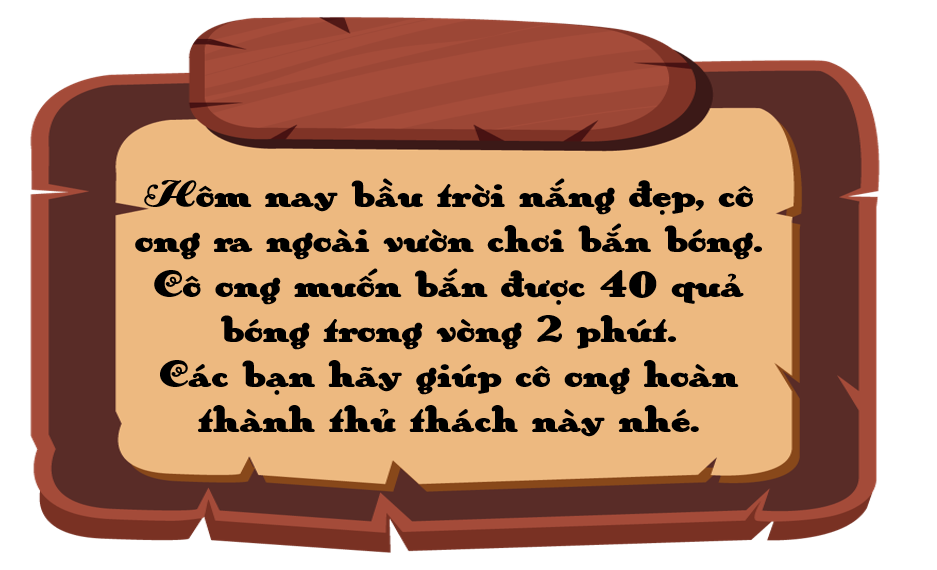 Hôm nay bầu trời nắng đẹp, cô
ong ra ngoài vườn chơi bắn bóng.
Cô ong muốn bắn được 40 quả
bóng trong vòng 2 phút.
Các bạn hãy giúp cô ong hoàn
thành thử thách này nhé.